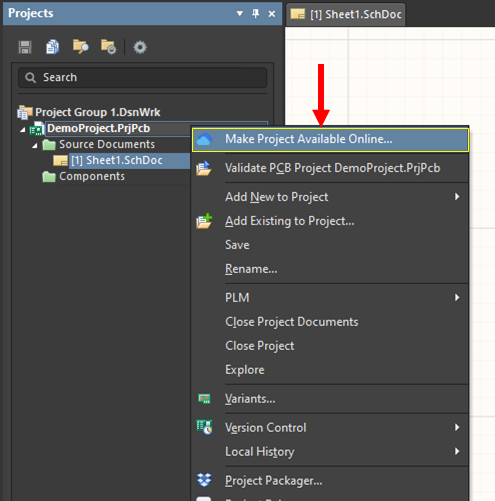 Projects
[1] Sheet1.SchDoc
Search
Project Group 1.DsnWrk
DemoProject.PrjPcb
Source Documents
[1] Sheet1.SchDoc
Components
Make Project Available Online...
Validate PCB Project DemoProject.PrjPcb
Add New to Project
Add Existing to Project...
Save
Rename...
PLM
Close Project Documents
Close Project
Explore
Variants...
Version Control
Local History
Project Packager...